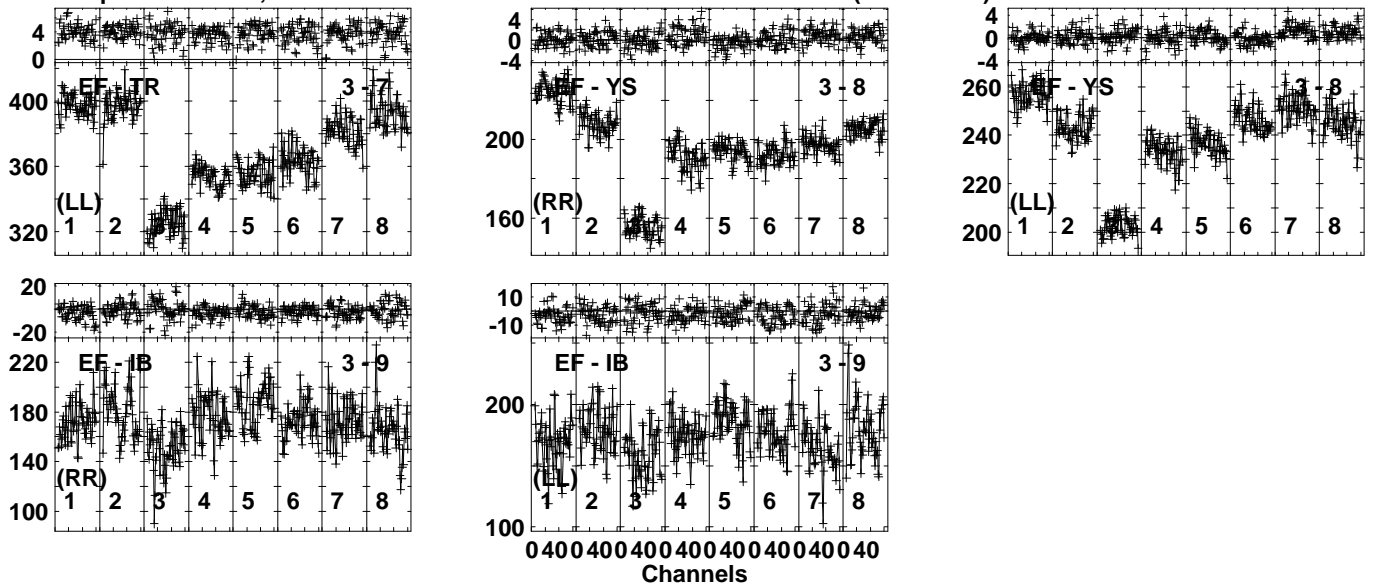 4 0
400 360 320
EF - TR 3 - 7
(LL)
1 2 3 4 5 6 7 8
4 0 -4
200 160
EF - YS 3 - 8
(RR)
1 2 3 4 5 6 7 8
4 0 -4
260 240 220 200
EF - YS 3 - 8
(LL)
1 2 3 4 5 6 7 8
20 -20
220 180 140 100
EF - IB 3 - 9
(RR)
1 2 3 4 5 6 7 8
10 -10
200 100
EF - IB 3 - 9
(LL)
1 2 3 4 5 6 7 8
0 40 0 40 0 40 0 40 0 40 0 40 0 40 0 40
Channels